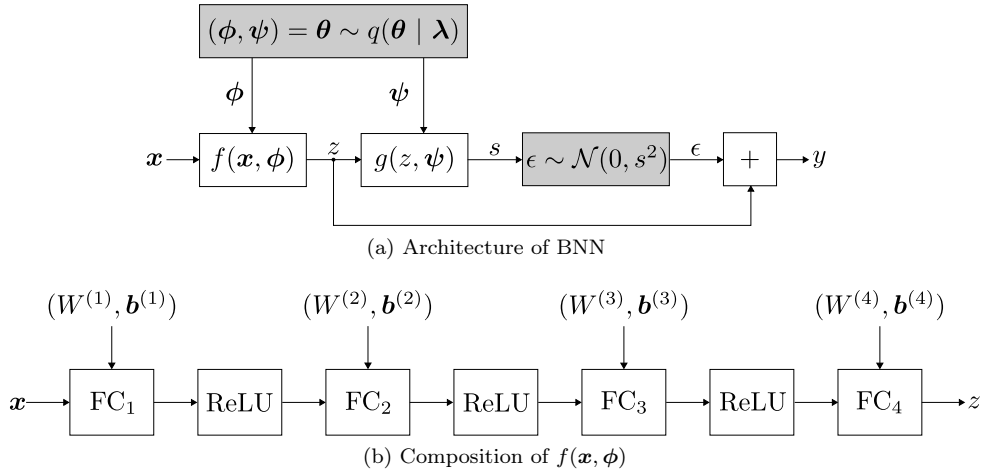 (ϕ, ψ) = θ ∼ q(θ | λ)
ϕ ψ
x f(x, ϕ) z g(z, ψ) s ϵ ∼ 𝒩(0, s²) ϵ + y
(a) Architecture of BNN
(W⁽¹⁾, b⁽¹⁾) (W⁽²⁾, b⁽²⁾) (W⁽³⁾, b⁽³⁾) (W⁽⁴⁾, b⁽⁴⁾)
x FC₁ ReLU FC₂ ReLU FC₃ ReLU FC₄ z
(b) Composition of f(x, ϕ)